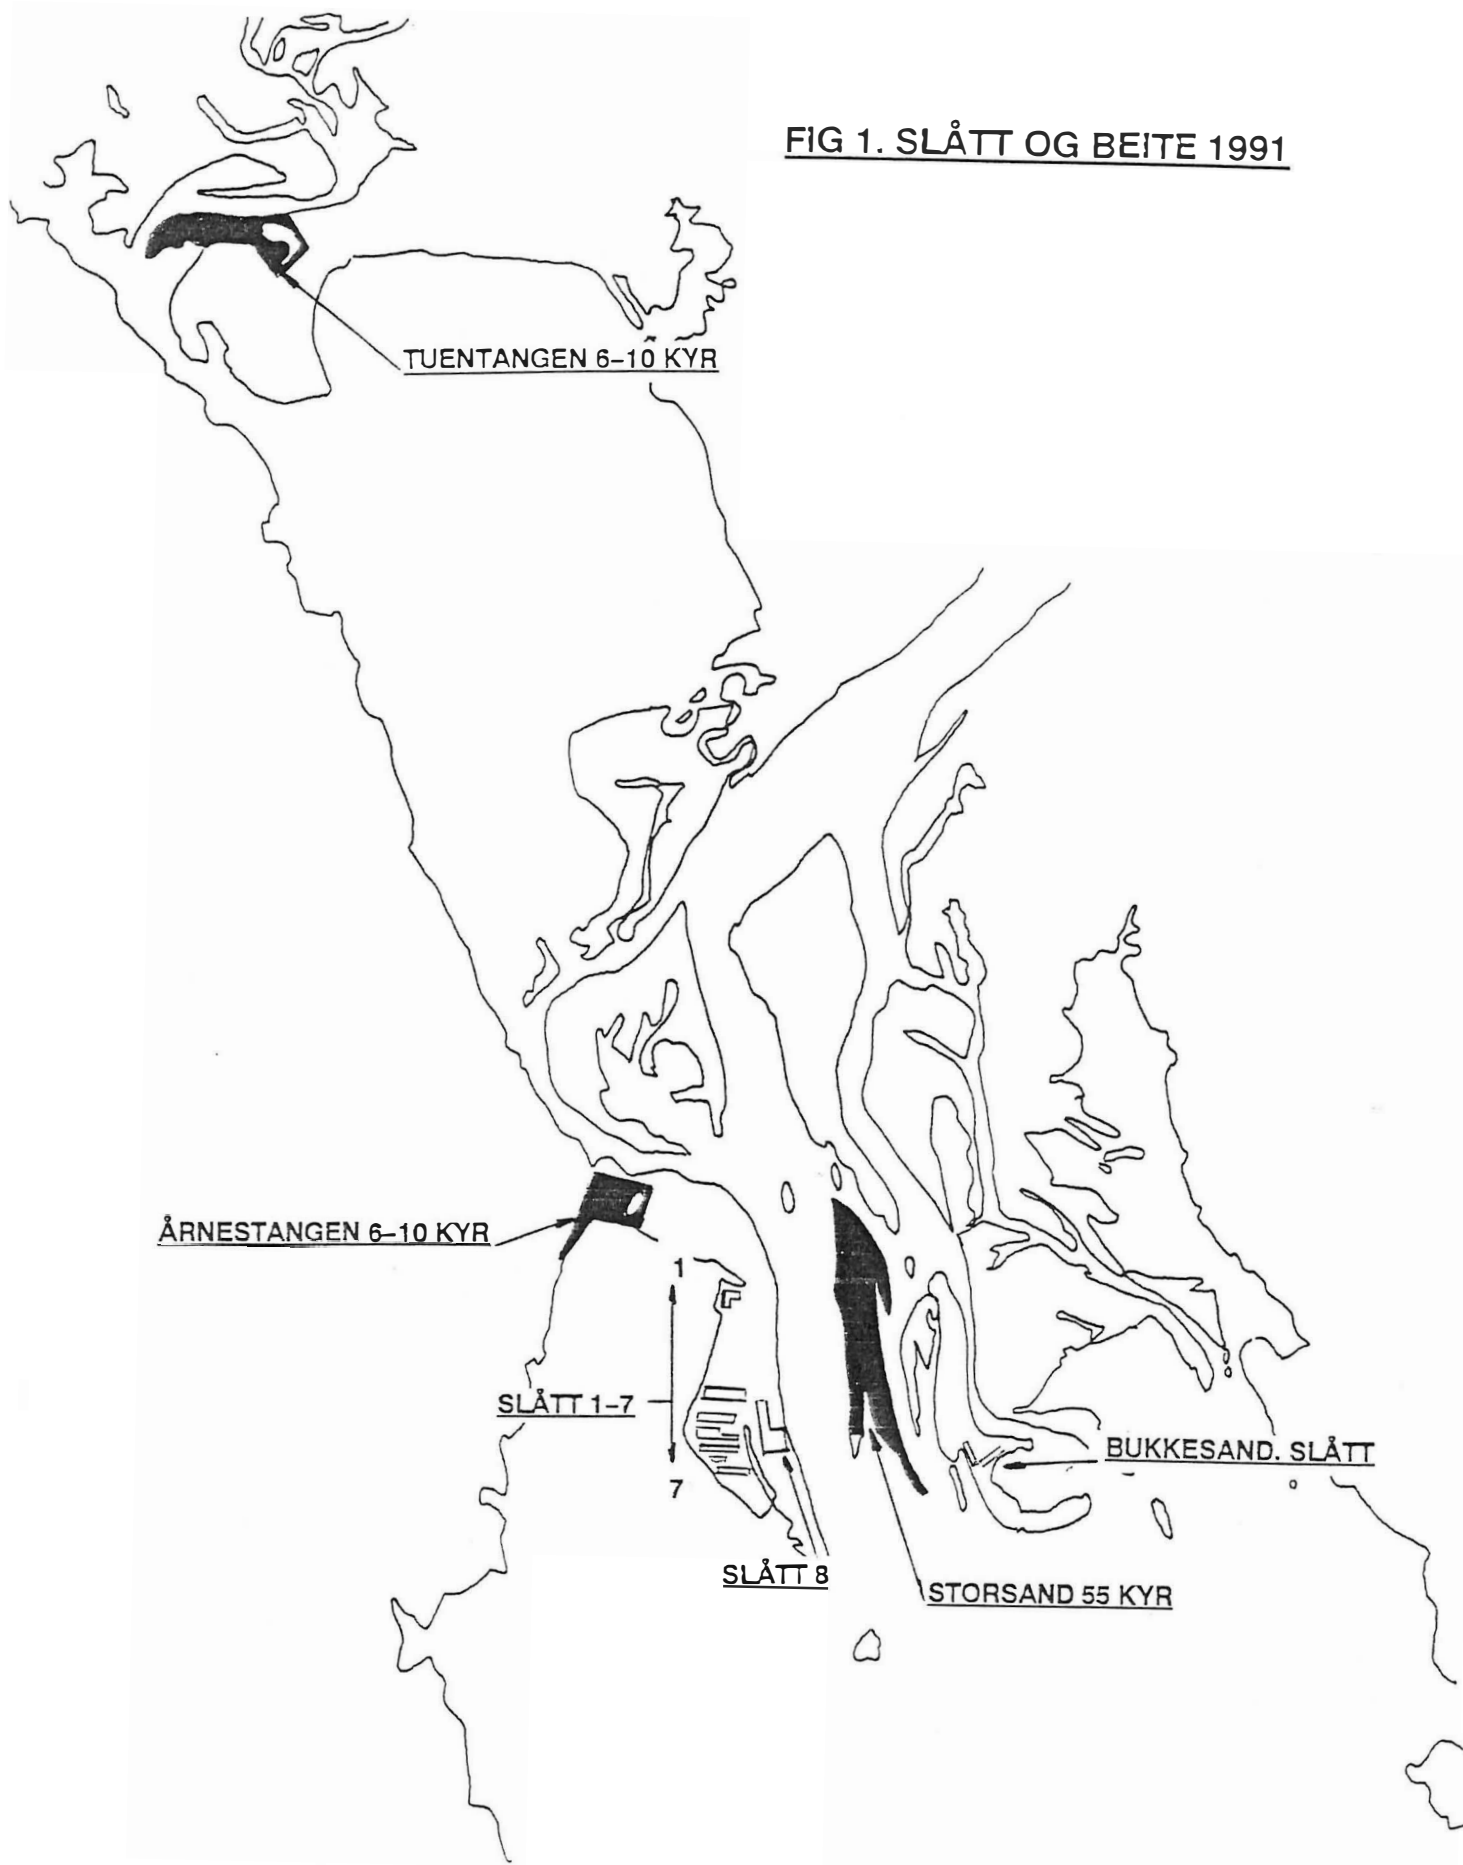 FIG 1. SLÅTT OG BEITE 1991
TUENTANGEN 6–10 KYR
ÅRNESTANGEN 6–10 KYR
1
SLÅTT 1–7
7
BUKKESAND. SLÅTT
SLÅTT 8
STORSAND 55 KYR